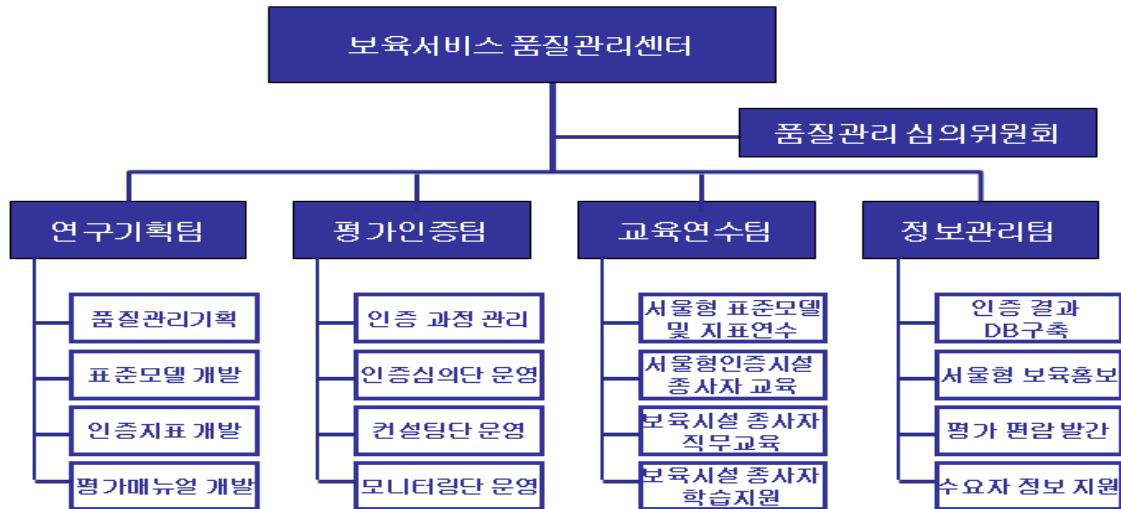 보육서비스 품질관리센터
품질관리 심의위원회
연구기획팀
품질관리기획
표준모델 개발
인증지표 개발
평가매뉴얼 개발
평가인증팀
인증 과정 관리
인증심의단 운영
컨설팅단 운영
모니터링단 운영
교육연수팀
서울형 표준모델
및 지표연수
서울형인증시설
종사자 교육
보육시설 종사자
직무교육
보육시설 종사자
학습지원
정보관리팀
인증 결과
DB구축
서울형 보육홍보
평가 편람 발간
수요자 정보 지원